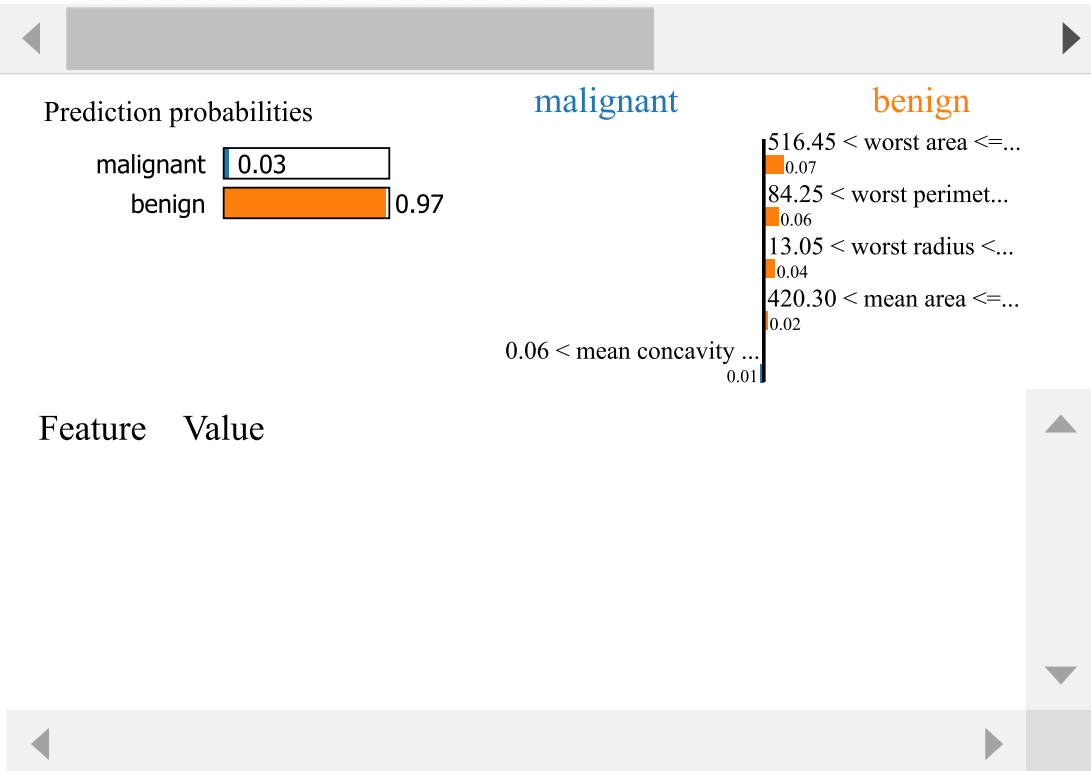 Prediction probabilities
malignant 0.03
benign 0.97
malignant benign
516.45 < worst area <=...
0.07
84.25 < worst perimet...
0.06
13.05 < worst radius <...
0.04
420.30 < mean area <=...
0.02
0.06 < mean concavity ...
0.01
Feature Value